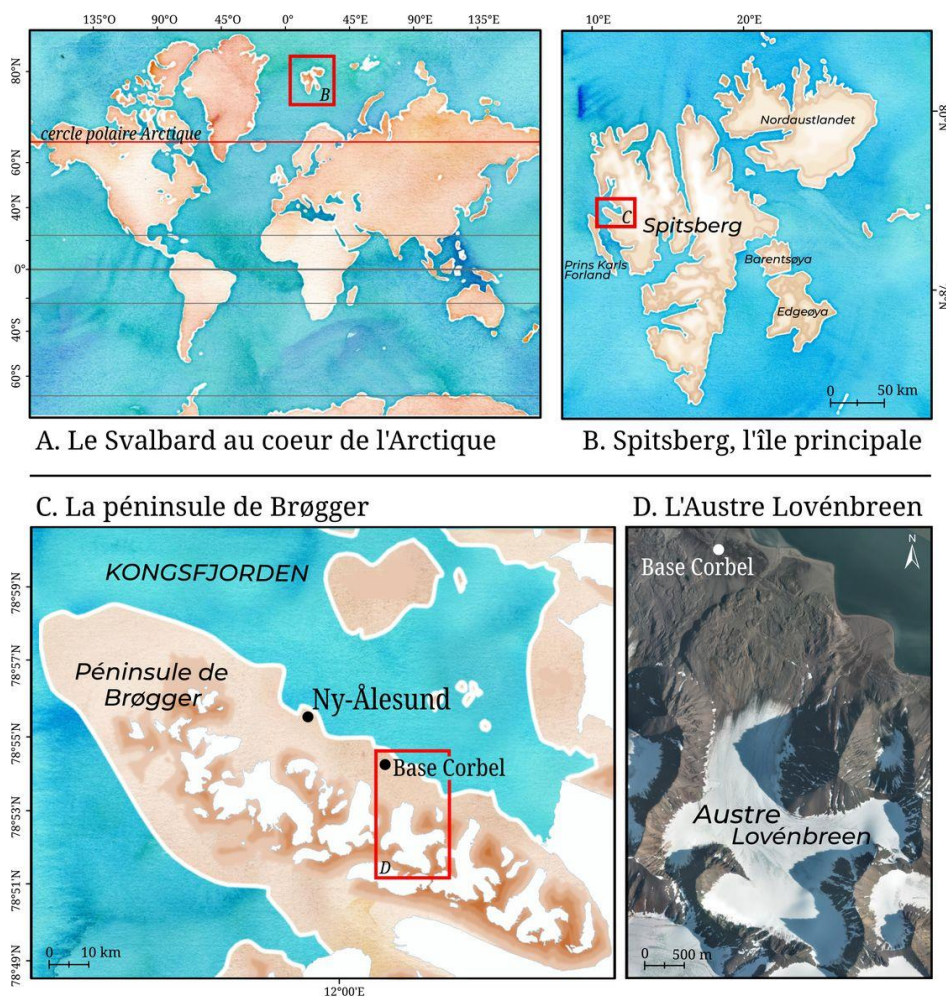 135°O 90°O 45°O 0° 45°E 90°E 135°E
80°N
60°N
40°N
0°
40°S
60°S
cercle polaire Arctique
B
A. Le Svalbard au coeur de l'Arctique
10°E 20°E
80°N
78°N
Nordaustlandet
C
Spitsberg
Prins Karls
Forland
Barentsøya
Edgeøya
0 50 km
B. Spitsberg, l'île principale
C. La péninsule de Brøgger
78°59'N
78°57'N
78°55'N
78°53'N
78°51'N
78°49'N
KONGSFJORDEN
Péninsule de
Brøgger
Ny-Ålesund
Base Corbel
D
0 10 km
12°00'E
D. L'Austre Lovénbreen
N
Base Corbel
Austre
Lovénbreen
0 500 m